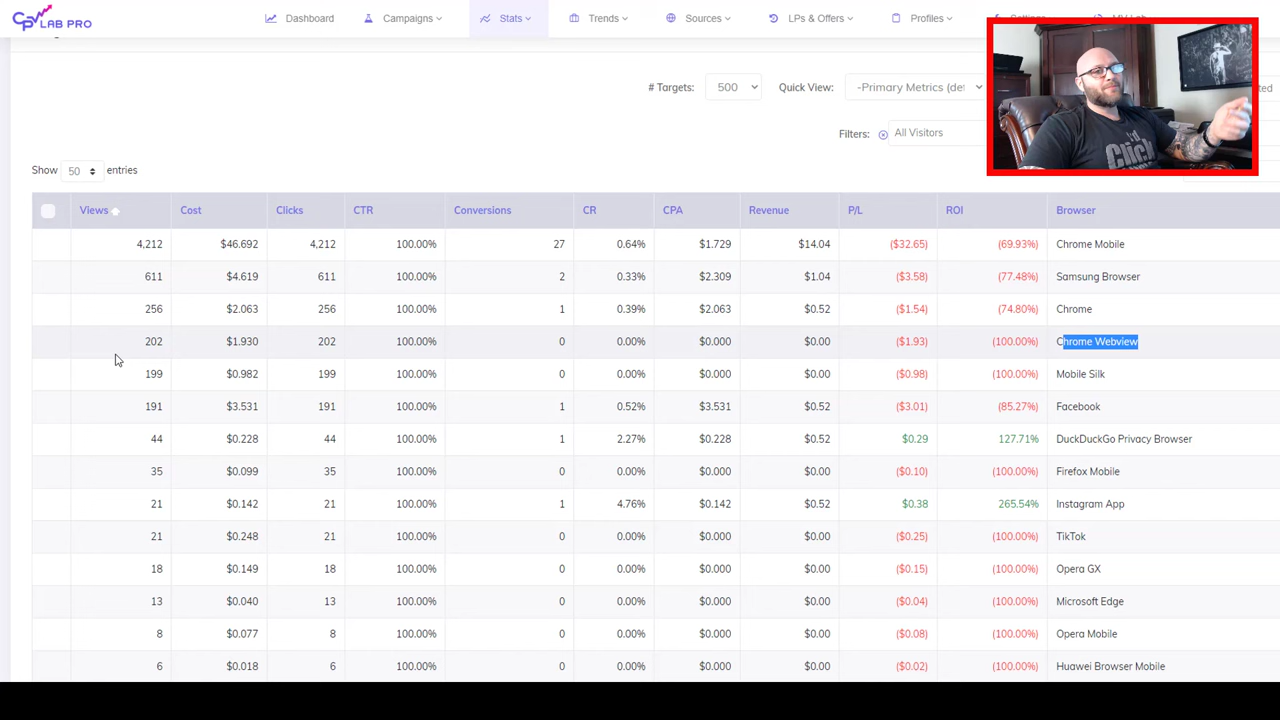 CPV LAB PRO
Dashboard Campaigns Stats Trends Sources LPs & Offers Profiles
# Targets: 500 Quick View: -Primary Metrics (def
Filters: All Visitors
Show 50 entries
Views Cost Clicks CTR Conversions CR CPA Revenue P/L ROI Browser
4,212 $46.692 4,212 100.00% 27 0.64% $1.729 $14.04 ($32.65) (69.93%) Chrome Mobile
611 $4.619 611 100.00% 2 0.33% $2.309 $1.04 ($3.58) (77.48%) Samsung Browser
256 $2.063 256 100.00% 1 0.39% $2.063 $0.52 ($1.54) (74.80%) Chrome
202 $1.930 202 100.00% 0 0.00% $0.000 $0.00 ($1.93) (100.00%) Chrome Webview
199 $0.982 199 100.00% 0 0.00% $0.000 $0.00 ($0.98) (100.00%) Mobile Silk
191 $3.531 191 100.00% 1 0.52% $3.531 $0.52 ($3.01) (85.27%) Facebook
44 $0.228 44 100.00% 1 2.27% $0.228 $0.52 $0.29 127.71% DuckDuckGo Privacy Browser
35 $0.099 35 100.00% 0 0.00% $0.000 $0.00 ($0.10) (100.00%) Firefox Mobile
21 $0.142 21 100.00% 1 4.76% $0.142 $0.52 $0.38 265.54% Instagram App
21 $0.248 21 100.00% 0 0.00% $0.000 $0.00 ($0.25) (100.00%) TikTok
18 $0.149 18 100.00% 0 0.00% $0.000 $0.00 ($0.15) (100.00%) Opera GX
13 $0.040 13 100.00% 0 0.00% $0.000 $0.00 ($0.04) (100.00%) Microsoft Edge
8 $0.077 8 100.00% 0 0.00% $0.000 $0.00 ($0.08) (100.00%) Opera Mobile
6 $0.018 6 100.00% 0 0.00% $0.000 $0.00 ($0.02) (100.00%) Huawei Browser Mobile